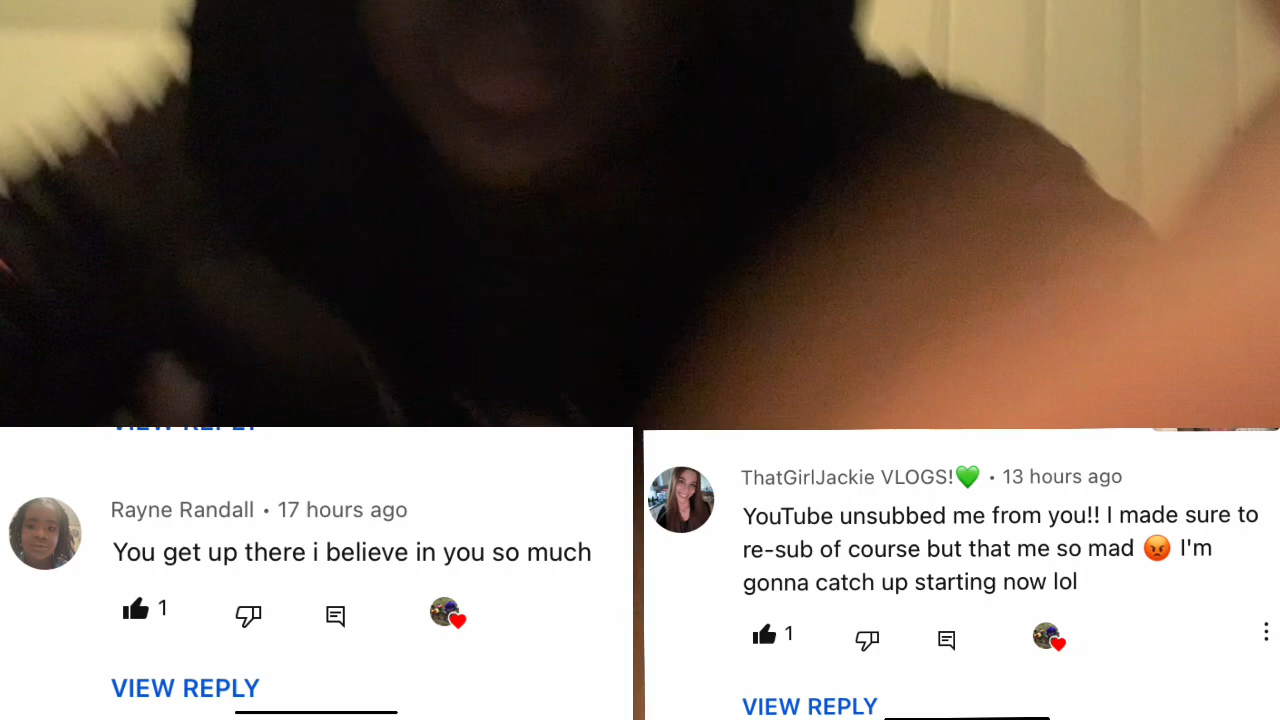 VIEW REPLY
Rayne Randall • 17 hours ago
You get up there i believe in you so much
1
VIEW REPLY
ThatGirlJackie VLOGS!💚 • 13 hours ago
YouTube unsubbed me from you!! I made sure to
re-sub of course but that me so mad 😡 I'm
gonna catch up starting now lol
1
VIEW REPLY